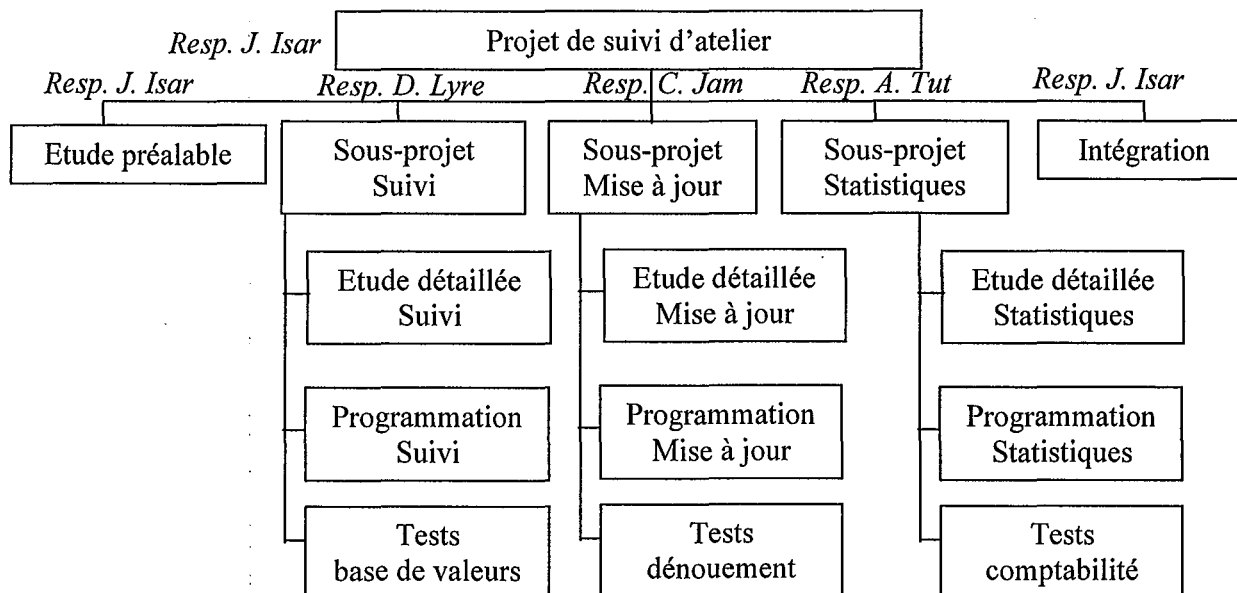 Resp. J. Isar
Projet de suivi d'atelier
Resp. J. Isar
Resp. D. Lyre
Resp. C. Jam
Resp. A. Tut
Resp. J. Isar
Etude préalable
Sous-projet
Suivi
Sous-projet
Mise à jour
Sous-projet
Statistiques
Intégration
Etude détaillée
Suivi
Etude détaillée
Mise à jour
Etude détaillée
Statistiques
Programmation
Suivi
Programmation
Mise à jour
Programmation
Statistiques
Tests
base de valeurs
Tests
dénouement
Tests
comptabilité